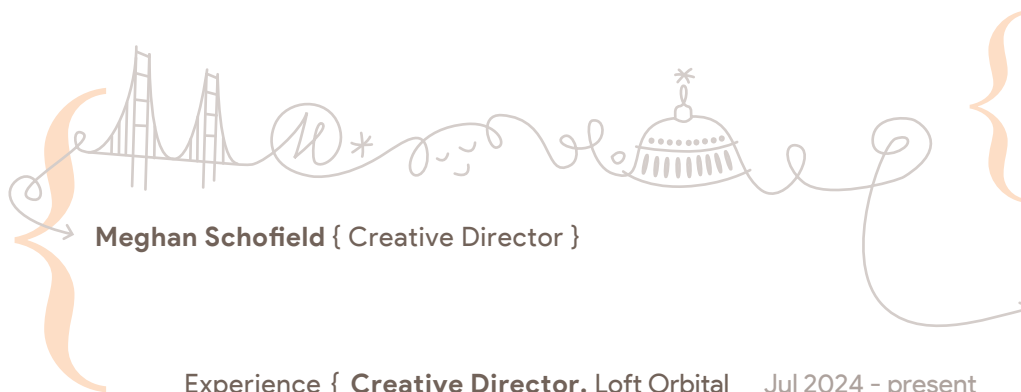 Meghan Schofield { Creative Director }
Experience { Creative Director, Loft Orbital Jul 2024 - present